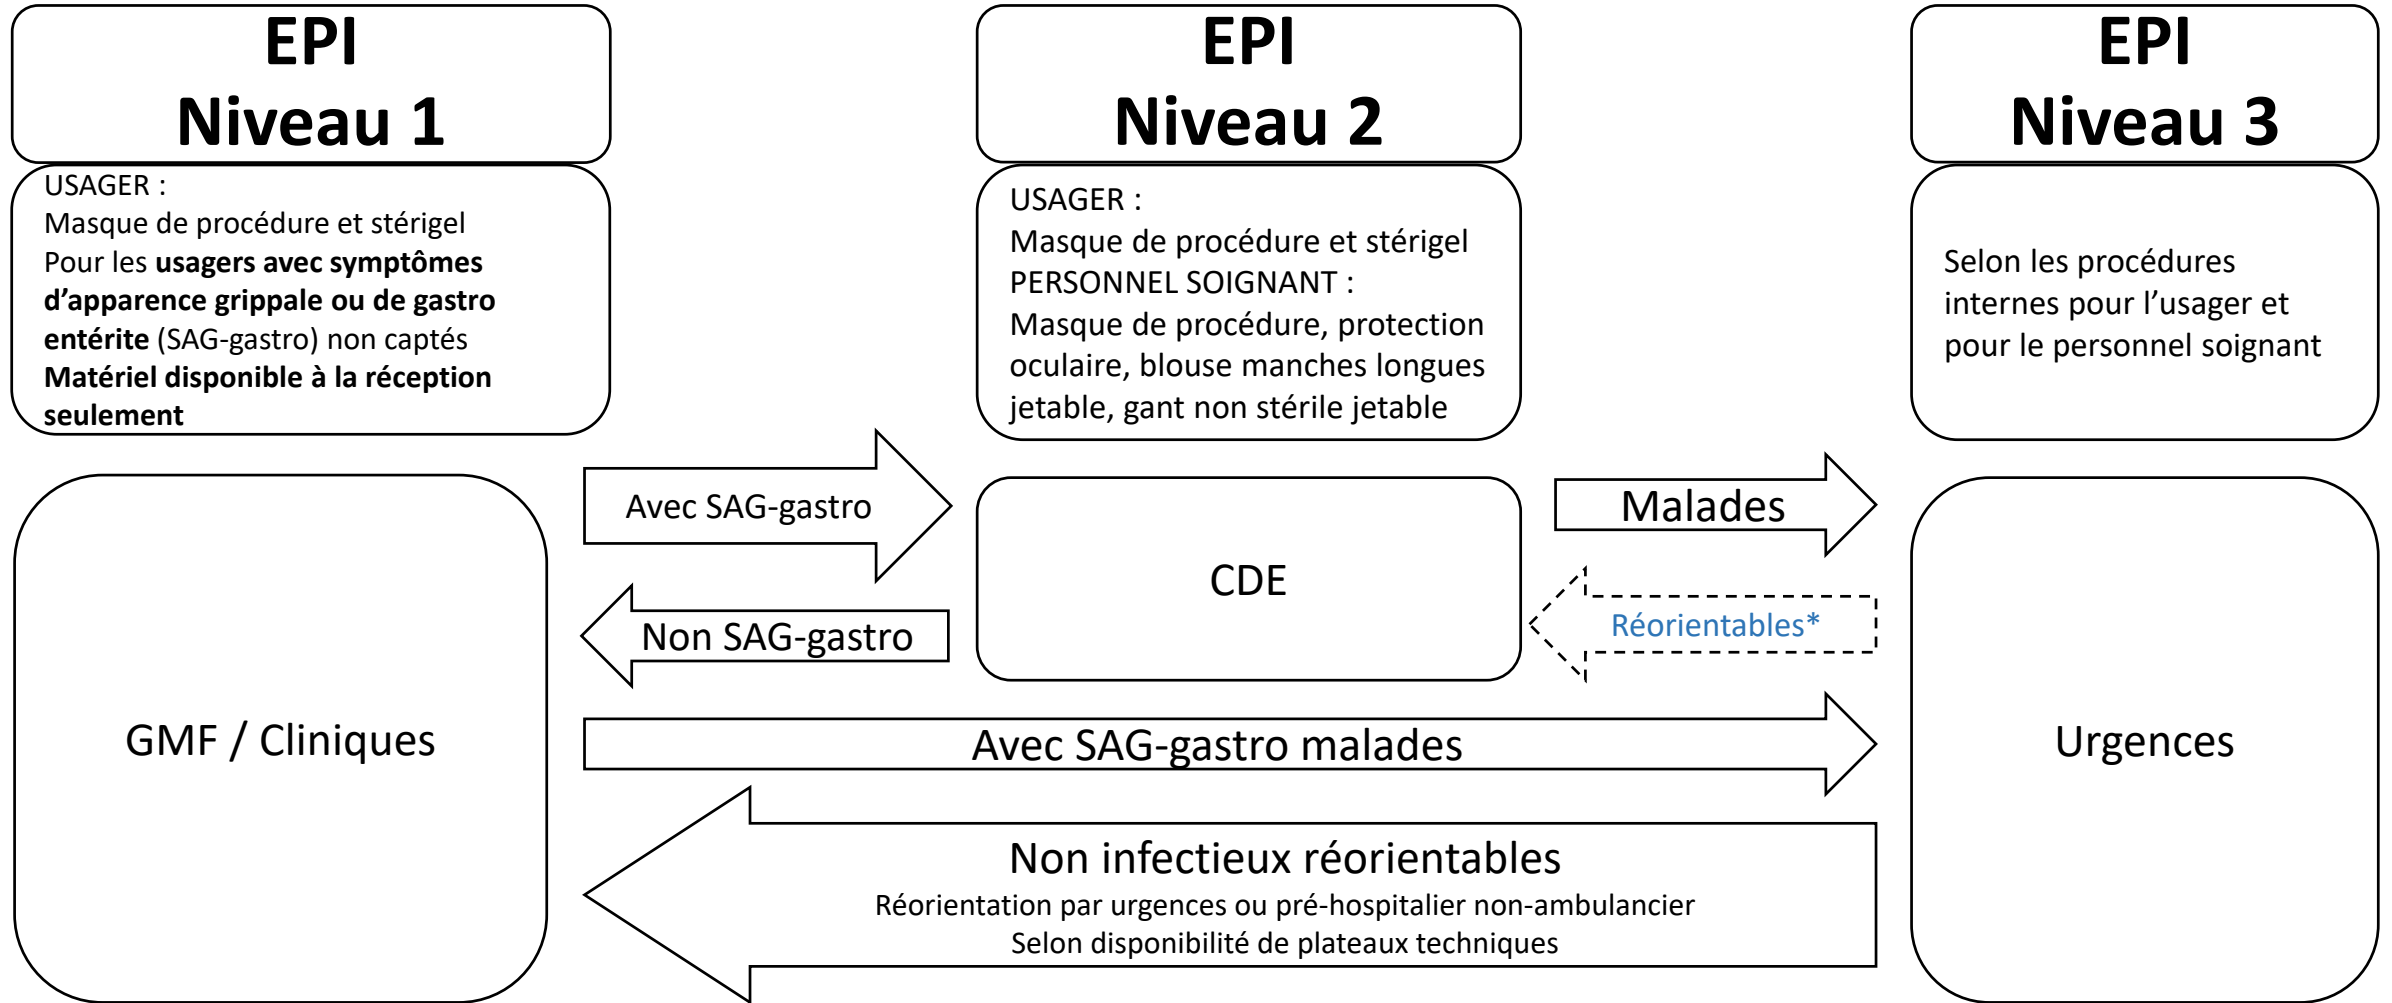 EPI
Niveau 1
USAGER :
Masque de procédure et stérigel
Pour les usagers avec symptômes
d’apparence grippale ou de gastro
entérite (SAG-gastro) non captés
Matériel disponible à la réception
seulement
EPI
Niveau 2
USAGER :
Masque de procédure et stérigel
PERSONNEL SOIGNANT :
Masque de procédure, protection
oculaire, blouse manches longues
jetable, gant non stérile jetable
EPI
Niveau 3
Selon les procédures
internes pour l’usager et
pour le personnel soignant
GMF / Cliniques
Avec SAG-gastro
Non SAG-gastro
CDE
Malades
Réorientables*
Urgences
Avec SAG-gastro malades
Non infectieux réorientables
Réorientation par urgences ou pré-hospitalier non-ambulancier
Selon disponibilité de plateaux techniques